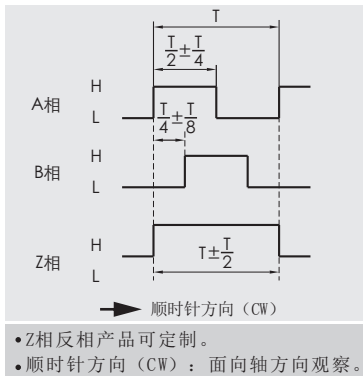 T
T/2±T/4
H
A相
L
T/4±T/8
H
B相
L
H
T±T/2
Z相
L
顺时针方向（CW）
•Z相反相产品可定制。
•顺时针方向（CW）：面向轴方向观察。